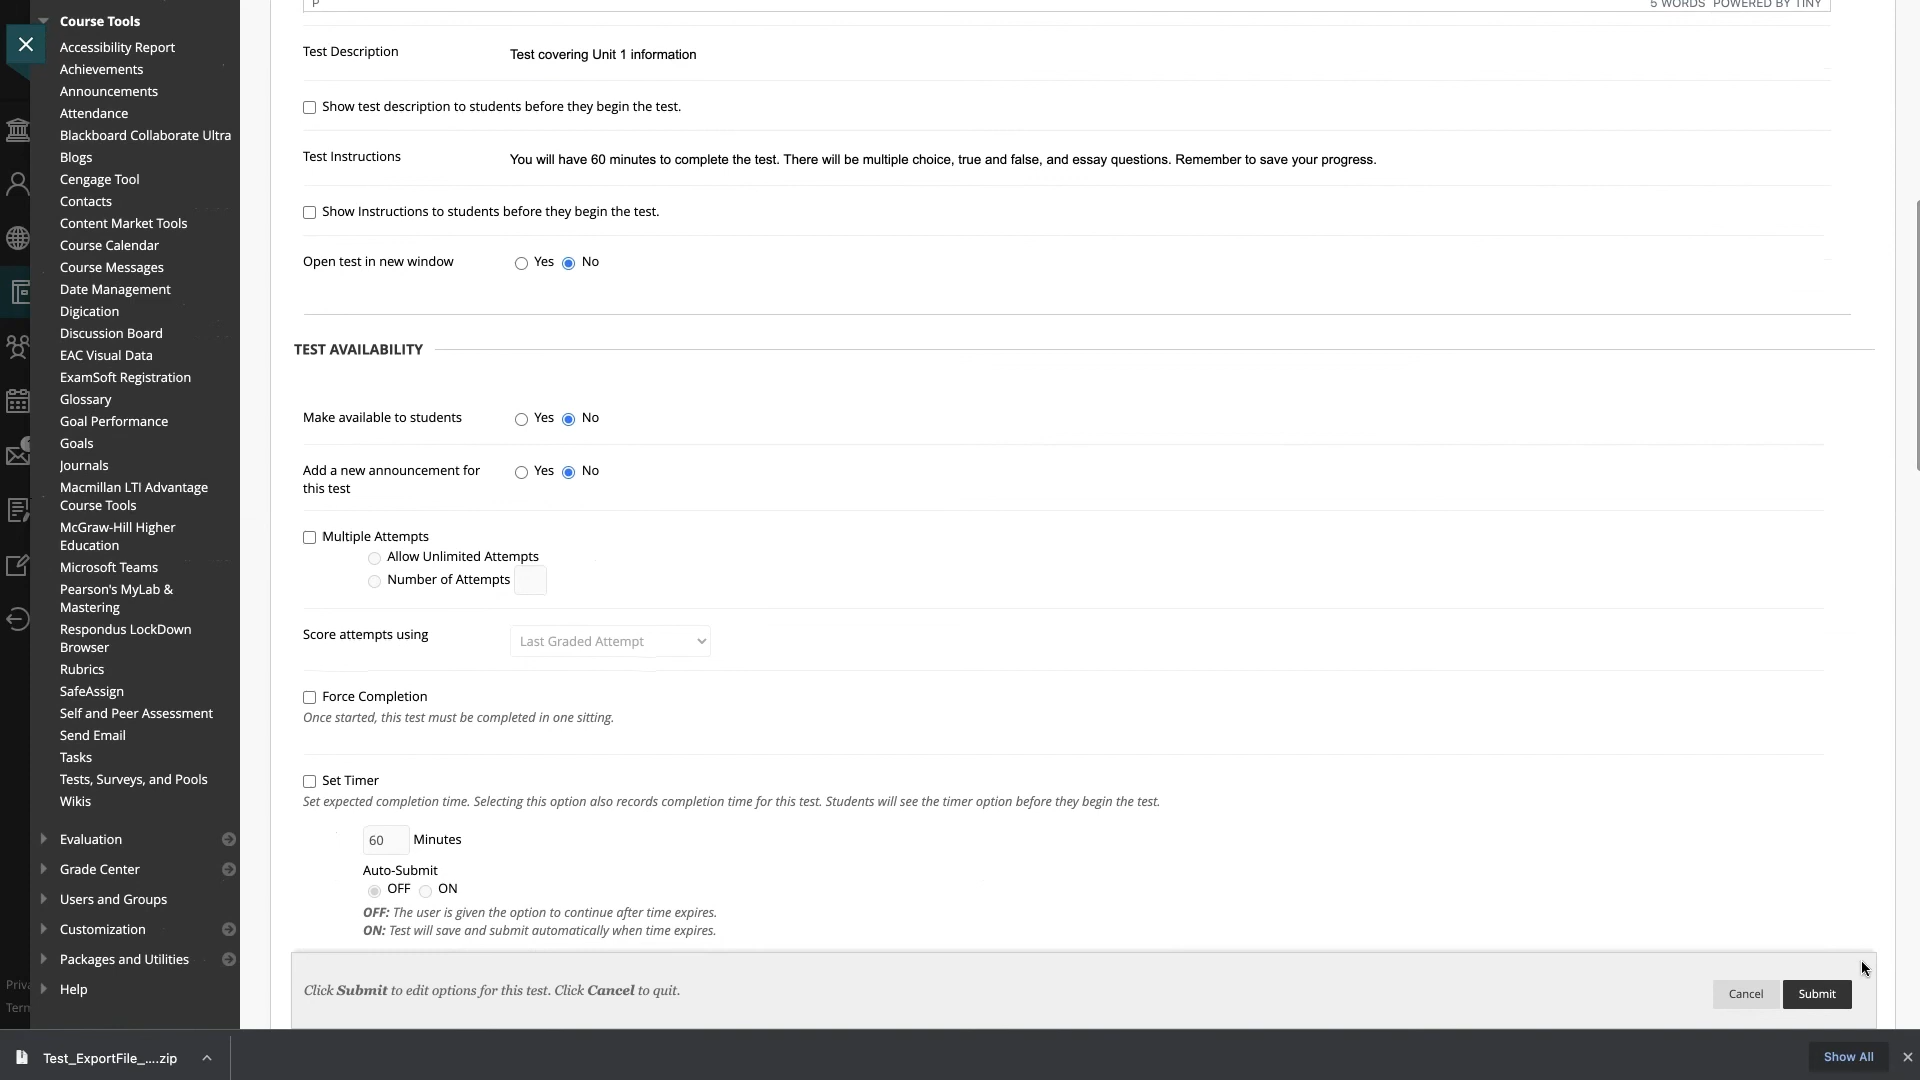 Course Tools
Accessibility Report
Achievements
Announcements
Attendance
Blackboard Collaborate Ultra
Blogs
Cengage Tool
Contacts
Content Market Tools
Course Calendar
Course Messages
Date Management
Digication
Discussion Board
EAC Visual Data
ExamSoft Registration
Glossary
Goal Performance
Goals
Journals
Macmillan LTI Advantage
Course Tools
McGraw-Hill Higher
Education
Microsoft Teams
Pearson's MyLab &
Mastering
Respondus LockDown
Browser
Rubrics
SafeAssign
Self and Peer Assessment
Send Email
Tasks
Tests, Surveys, and Pools
Wikis
Evaluation
Grade Center
Users and Groups
Customization
Packages and Utilities
Help
P
5 WORDS POWERED BY TINY
Test Description
Test covering Unit 1 information
Show test description to students before they begin the test.
Test Instructions
You will have 60 minutes to complete the test. There will be multiple choice, true and false, and essay questions. Remember to save your progress.
Show Instructions to students before they begin the test.
Open test in new window
Yes No
TEST AVAILABILITY
Make available to students
Yes No
Add a new announcement for
this test
Yes No
Multiple Attempts
Allow Unlimited Attempts
Number of Attempts
Score attempts using
Last Graded Attempt
Force Completion
Once started, this test must be completed in one sitting.
Set Timer
Set expected completion time. Selecting this option also records completion time for this test. Students will see the timer option before they begin the test.
60 Minutes
Auto-Submit
OFF ON
OFF: The user is given the option to continue after time expires.
ON: Test will save and submit automatically when time expires.
Click Submit to edit options for this test. Click Cancel to quit.
Cancel
Submit
Test_ExportFile_....zip
Show All